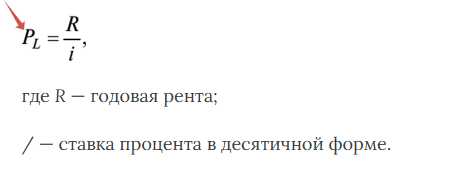 P_L = R/i,
где R — годовая рента;
/ — ставка процента в десятичной форме.